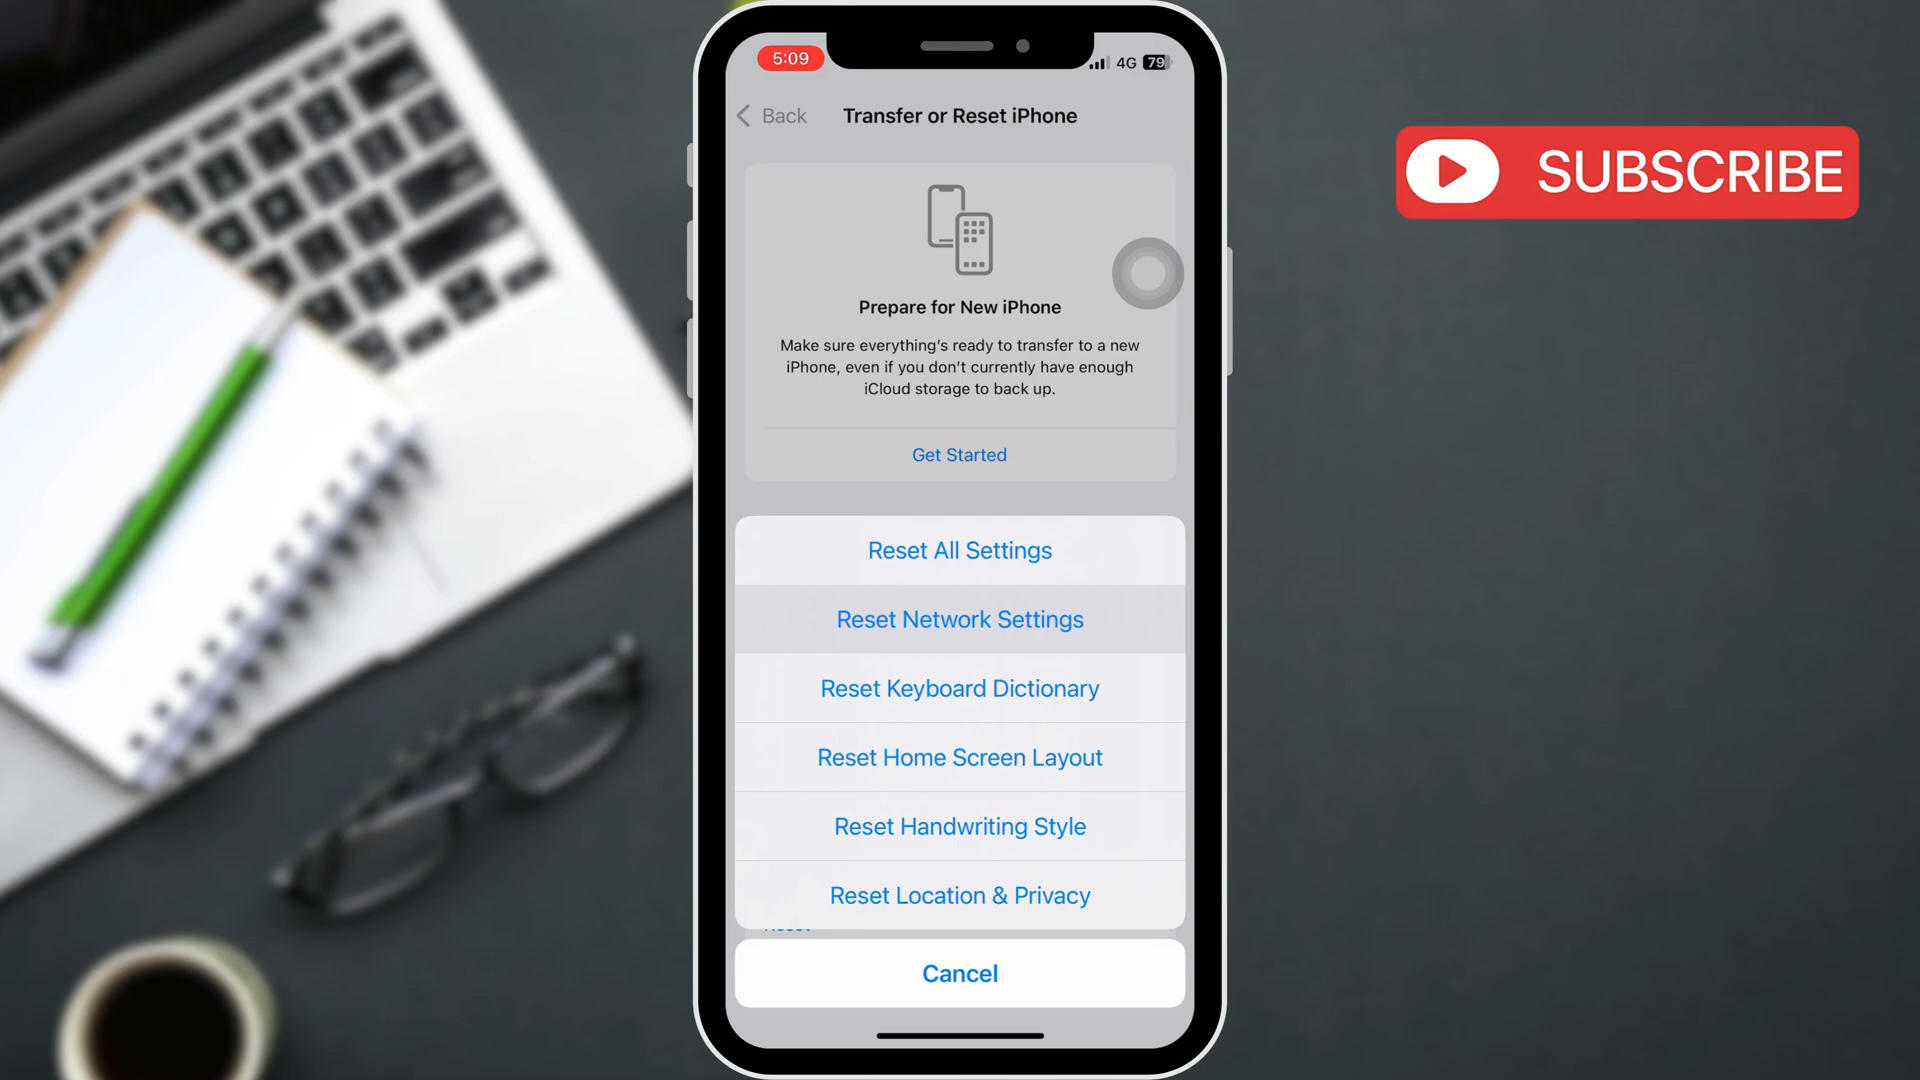 5:09
4G 79
Back
Transfer or Reset iPhone
SUBSCRIBE
Prepare for New iPhone
Make sure everything's ready to transfer to a new
iPhone, even if you don't currently have enough
iCloud storage to back up.
Get Started
Reset All Settings
Reset Network Settings
Reset Keyboard Dictionary
Reset Home Screen Layout
Reset Handwriting Style
Reset Location & Privacy
Cancel